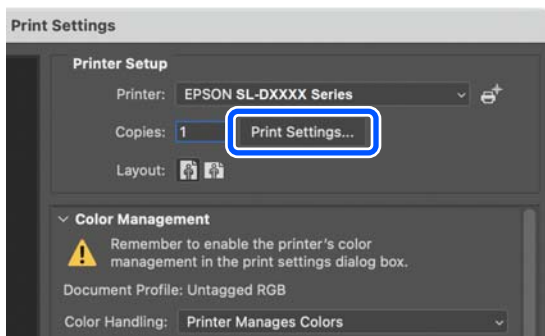 Print Settings
Printer Setup
Printer: EPSON SL-DXXXX Series
Copies: 1 Print Settings...
Layout:
Color Management
Remember to enable the printer's color
management in the print settings dialog box.
Document Profile: Untagged RGB
Color Handling: Printer Manages Colors